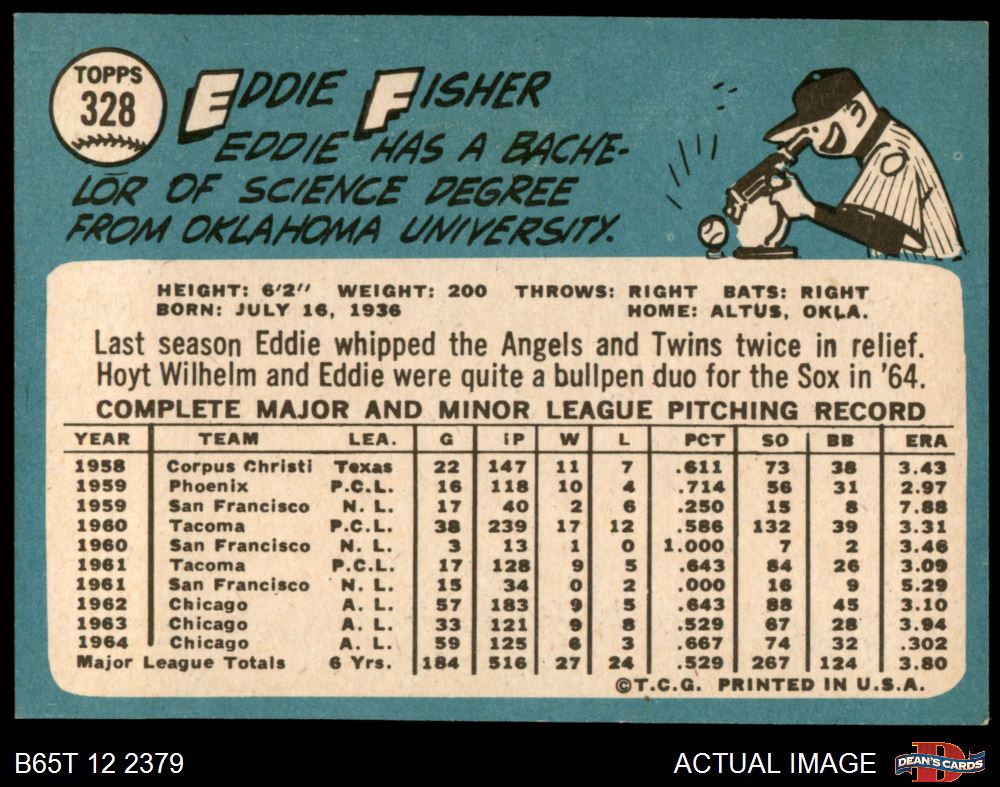 TOPPS
328
EDDIE FISHER
EDDIE HAS A BACHE-
LOR OF SCIENCE DEGREE
FROM OKLAHOMA UNIVERSITY.
HEIGHT: 6'2" WEIGHT: 200 THROWS: RIGHT BATS: RIGHT
BORN: JULY 16, 1936 HOME: ALTUS, OKLA.
Last season Eddie whipped the Angels and Twins twice in relief.
Hoyt Wilhelm and Eddie were quite a bullpen duo for the Sox in '64.
COMPLETE MAJOR AND MINOR LEAGUE PITCHING RECORD
YEAR TEAM LEA. G IP W L PCT SO BB ERA
1958 Corpus Christi Texas 22 147 11 7 .611 73 38 3.43
1959 Phoenix P.C.L. 16 118 10 4 .714 56 31 2.97
1959 San Francisco N. L. 17 40 2 6 .250 15 8 7.88
1960 Tacoma P.C.L. 38 239 17 12 .586 132 39 3.31
1960 San Francisco N. L. 3 13 1 0 1.000 7 2 3.46
1961 Tacoma P.C.L. 17 128 9 5 .643 84 26 3.09
1961 San Francisco N. L. 15 34 0 2 .000 16 9 5.29
1962 Chicago A. L. 57 183 9 5 .643 88 45 3.10
1963 Chicago A. L. 33 121 9 8 .529 67 28 3.94
1964 Chicago A. L. 59 125 6 3 .667 74 32 .302
Major League Totals 6 Yrs. 184 516 27 24 .529 267 124 3.80
©T.C.G. PRINTED IN U.S.A.
B65T 12 2379 ACTUAL IMAGE
D
DEAN'S CARDS